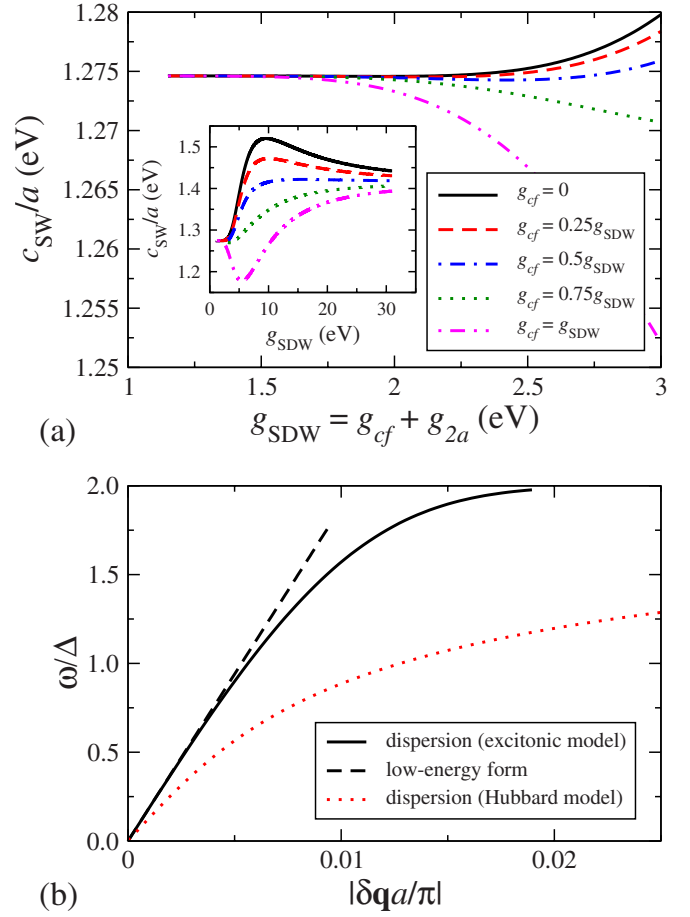 1.28
1.275
1.27
1.265
1.26
1.255
1.25
c_SW/a (eV)
1.5
1.4
1.3
1.2
c_SW/a (eV)
0 10 20 30
g_SDW (eV)
g_cf = 0
g_cf = 0.25g_SDW
g_cf = 0.5g_SDW
g_cf = 0.75g_SDW
g_cf = g_SDW
1 1.5 2 2.5 3
(a) g_SDW = g_cf + g_2a (eV)
2.0
1.5
1.0
0.5
0.0
ω/Δ
dispersion (excitonic model)
low-energy form
dispersion (Hubbard model)
0 0.01 0.02
(b) |δqa/π|